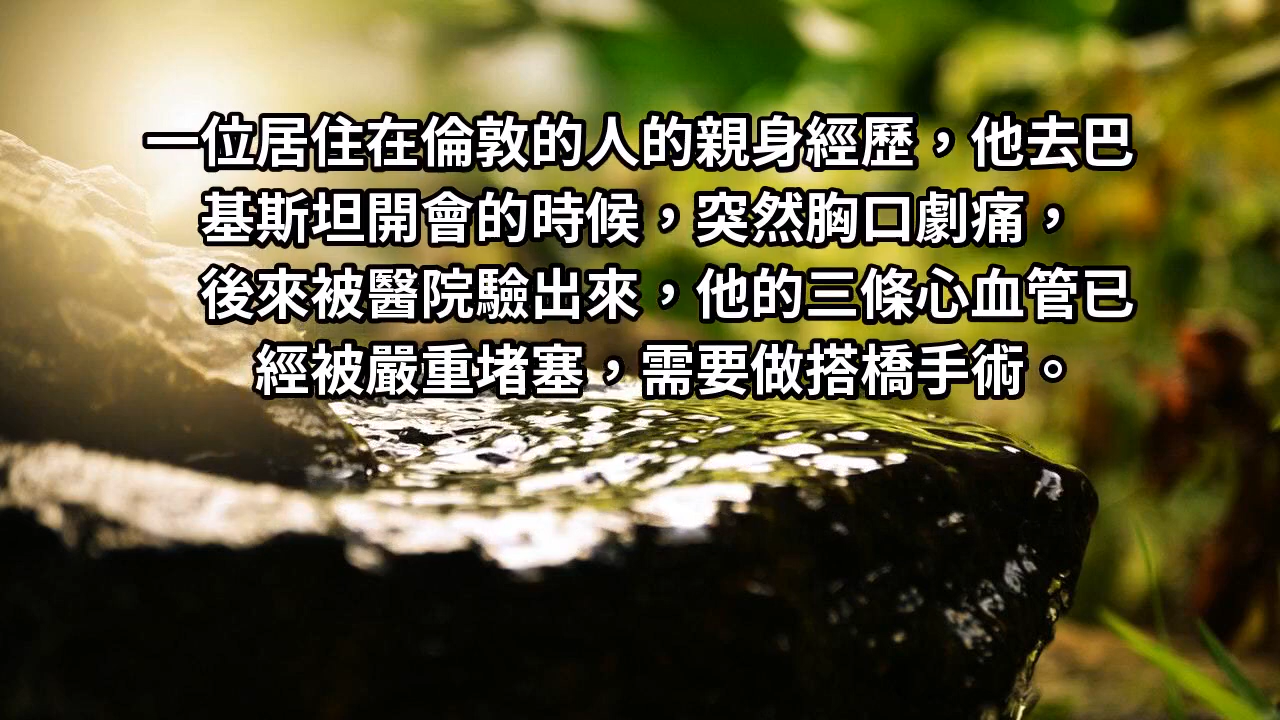 一位居住在倫敦的人的親身經歷，他去巴
基斯坦開會的時候，突然胸口劇痛，
後來被醫院驗出來，他的三條心血管已
經被嚴重堵塞，需要做搭橋手術。